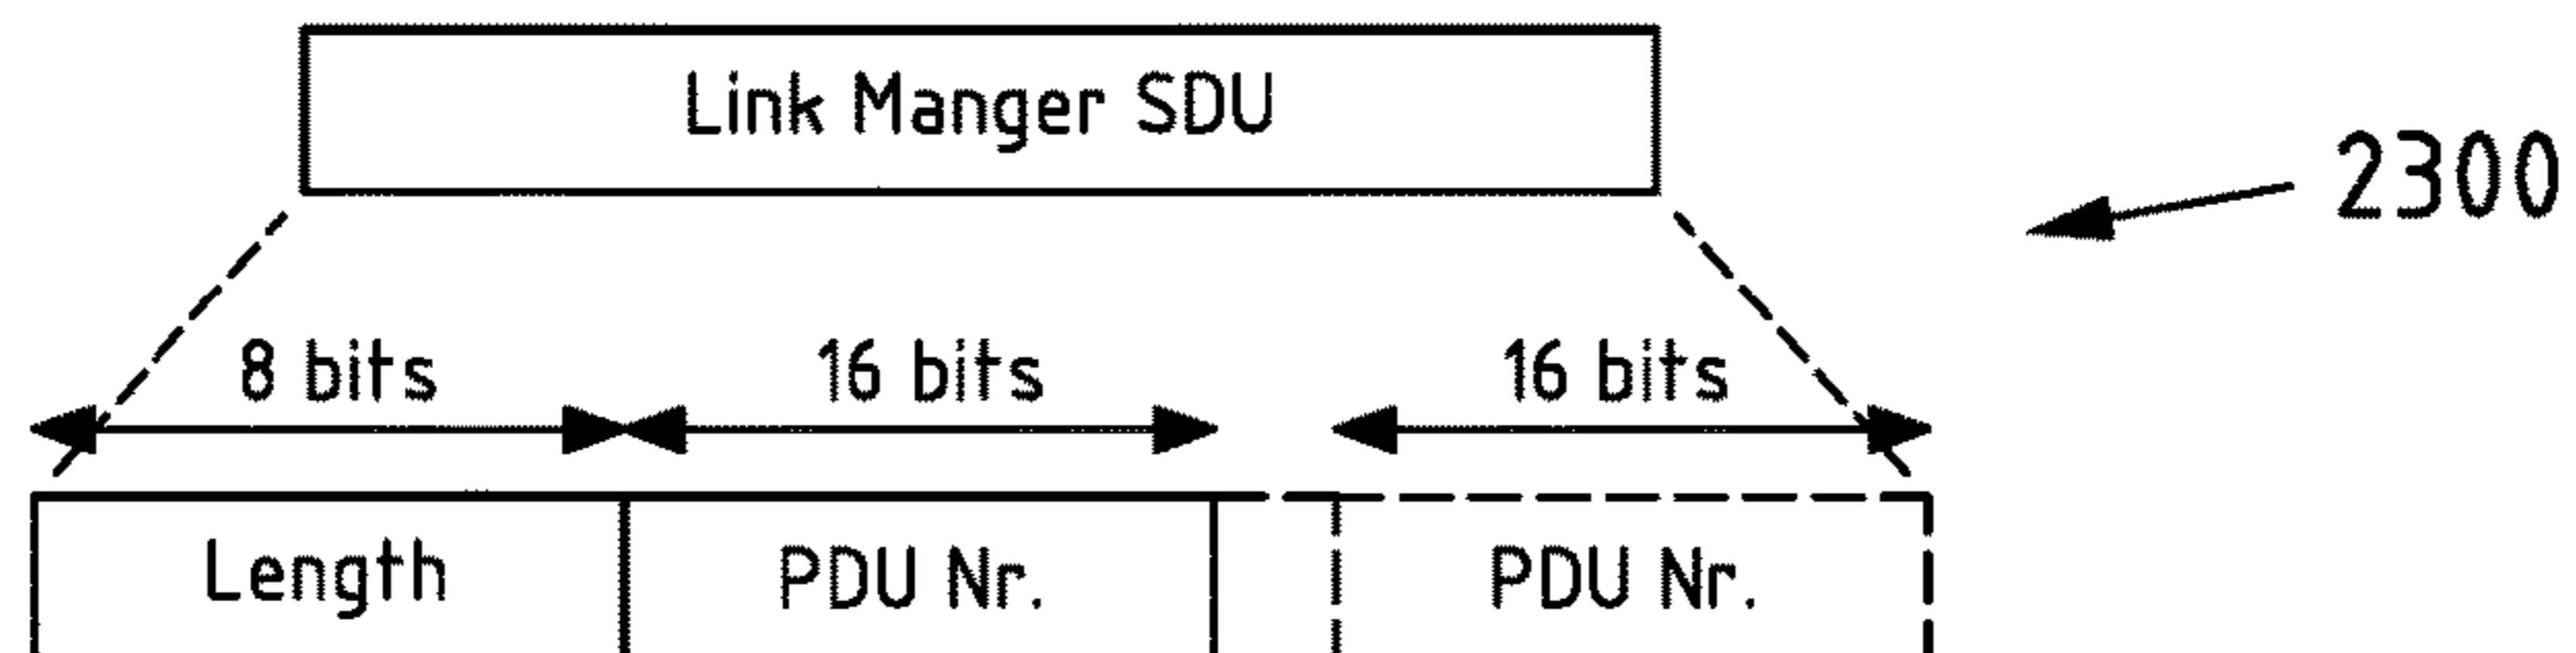 Link Manger SDU
2300
8 bits 16 bits 16 bits
Length PDU Nr. PDU Nr.